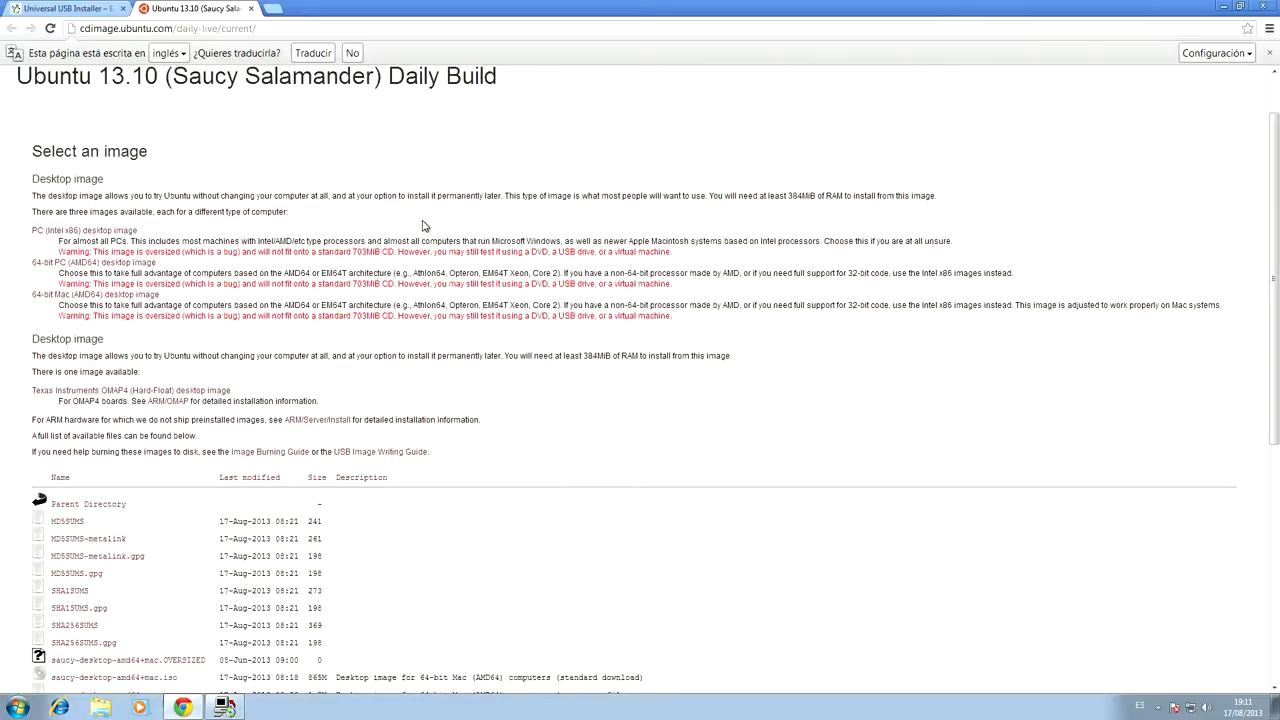 Universal USB Installer – E
Ubuntu 13.10 (Saucy Sala
cdimage.ubuntu.com/daily-live/current/
Esta página está escrita en inglés ¿Quieres traducirla? Traducir No Configuración
Ubuntu 13.10 (Saucy Salamander) Daily Build
Select an image
Desktop image
The desktop image allows you to try Ubuntu without changing your computer at all, and at your option to install it permanently later. This type of image is what most people will want to use. You will need at least 384MiB of RAM to install from this image.
There are three images available, each for a different type of computer:
PC (Intel x86) desktop image
For almost all PCs. This includes most machines with Intel/AMD/etc type processors and almost all computers that run Microsoft Windows, as well as newer Apple Macintosh systems based on Intel processors. Choose this if you are at all unsure.
Warning: This image is oversized (which is a bug) and will not fit onto a standard 703MiB CD. However, you may still test it using a DVD, a USB drive, or a virtual machine.
64-bit PC (AMD64) desktop image
Choose this to take full advantage of computers based on the AMD64 or EM64T architecture (e.g., Athlon64, Opteron, EM64T Xeon, Core 2). If you have a non-64-bit processor made by AMD, or if you need full support for 32-bit code, use the Intel x86 images instead.
Warning: This image is oversized (which is a bug) and will not fit onto a standard 703MiB CD. However, you may still test it using a DVD, a USB drive, or a virtual machine.
64-bit Mac (AMD64) desktop image
Choose this to take full advantage of computers based on the AMD64 or EM64T architecture (e.g., Athlon64, Opteron, EM64T Xeon, Core 2). If you have a non-64-bit processor made by AMD, or if you need full support for 32-bit code, use the Intel x86 images instead. This image is adjusted to work properly on Mac systems.
Warning: This image is oversized (which is a bug) and will not fit onto a standard 703MiB CD. However, you may still test it using a DVD, a USB drive, or a virtual machine.
Desktop image
The desktop image allows you to try Ubuntu without changing your computer at all, and at your option to install it permanently later. You will need at least 384MiB of RAM to install from this image.
There is one image available:
Texas Instruments OMAP4 (Hard-Float) desktop image
For OMAP4 boards. See ARM/OMAP for detailed installation information.
For ARM hardware for which we do not ship preinstalled images, see ARM/Server/Install for detailed installation information.
A full list of available files can be found below.
If you need help burning these images to disk, see the Image Burning Guide or the USB Image Writing Guide.
Name Last modified Size Description
Parent Directory -
MD5SUMS 17-Aug-2013 08:21 241
MD5SUMS-metalink 17-Aug-2013 08:21 261
MD5SUMS-metalink.gpg 17-Aug-2013 08:21 198
MD5SUMS.gpg 17-Aug-2013 08:21 198
SHA1SUMS 17-Aug-2013 08:21 273
SHA1SUMS.gpg 17-Aug-2013 08:21 198
SHA256SUMS 17-Aug-2013 08:21 369
SHA256SUMS.gpg 17-Aug-2013 08:21 198
saucy-desktop-amd64+mac.OVERSIZED 08-Jun-2013 09:00 0
saucy-desktop-amd64+mac.iso 17-Aug-2013 08:18 865M Desktop image for 64-bit Mac (AMD64) computers (standard download)
ES 19:11
17/08/2013